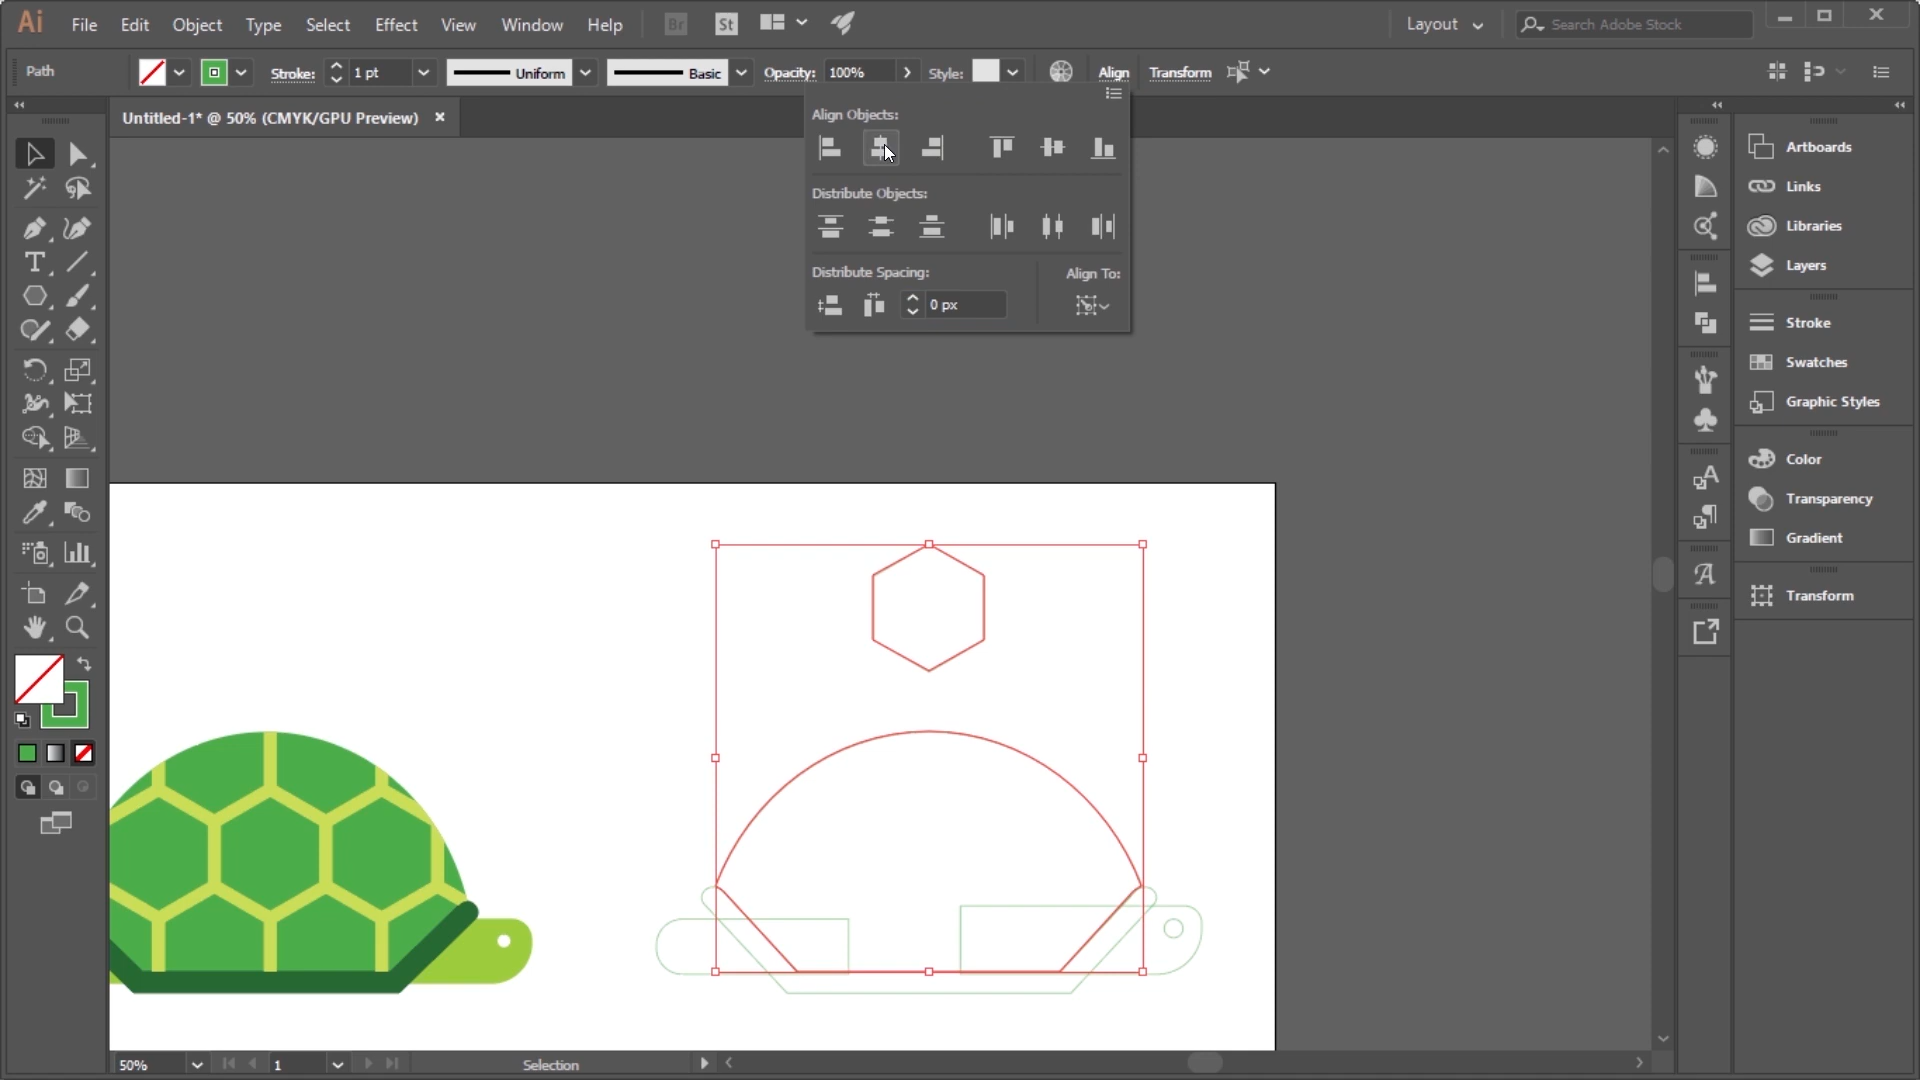 Ai File Edit Object Type Select Effect View Window Help Br St Layout Search Adobe Stock
Path Stroke: 1 pt Uniform Basic Opacity: 100% Style: Align Transform
Untitled-1* @ 50% (CMYK/GPU Preview)
Align Objects:
Distribute Objects:
Distribute Spacing: Align To:
0 px
Artboards
Links
Libraries
Layers
Stroke
Swatches
Graphic Styles
Color
Transparency
Gradient
Transform
50% 1 Selection